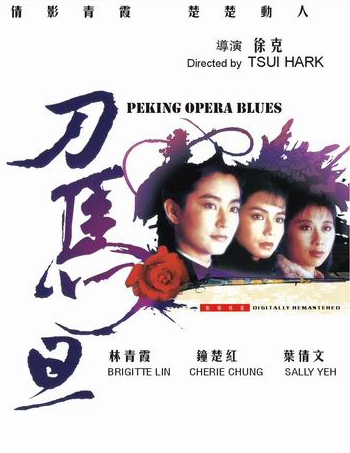 倩影青霞 楚楚動人
導演 徐克
Directed by TSUI HARK
PEKING OPERA BLUES
刀馬旦
DIGITALLY REMASTERED
林青霞 鐘楚紅 葉倩文
BRIGITTE LIN CHERIE CHUNG SALLY YEH